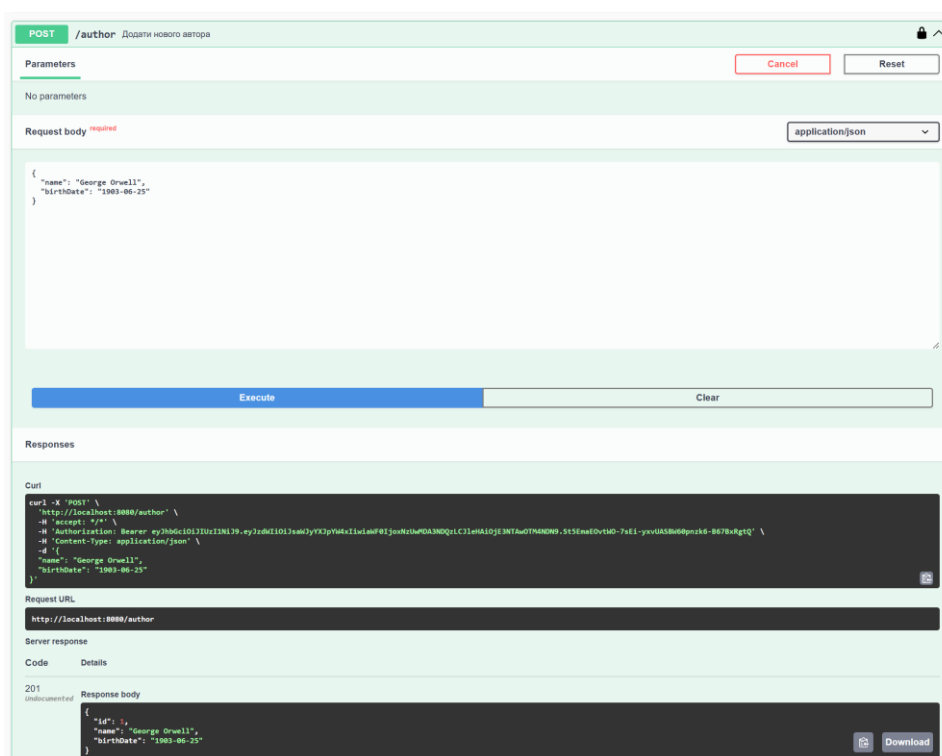 POST /author Додати нового автора
Parameters
Cancel
Reset
No parameters
Request body required
application/json
{
"name": "George Orwell",
"birthDate": "1903-06-25"
}
Execute
Clear
Responses
Curl
curl -X 'POST' \
'http://localhost:8080/author' \
-H 'accept: */*' \
-H 'Authorization: Bearer
-H 'Content-Type: application/json' \
-d '{
"name": "George Orwell",
"birthDate": "1903-06-25"
}'
Request URL
http://localhost:8080/author
Server response
Code Details
201
Undocumented
Response body
{
"id": 1,
"name": "George Orwell",
"birthDate": "1903-06-25"
}
Download